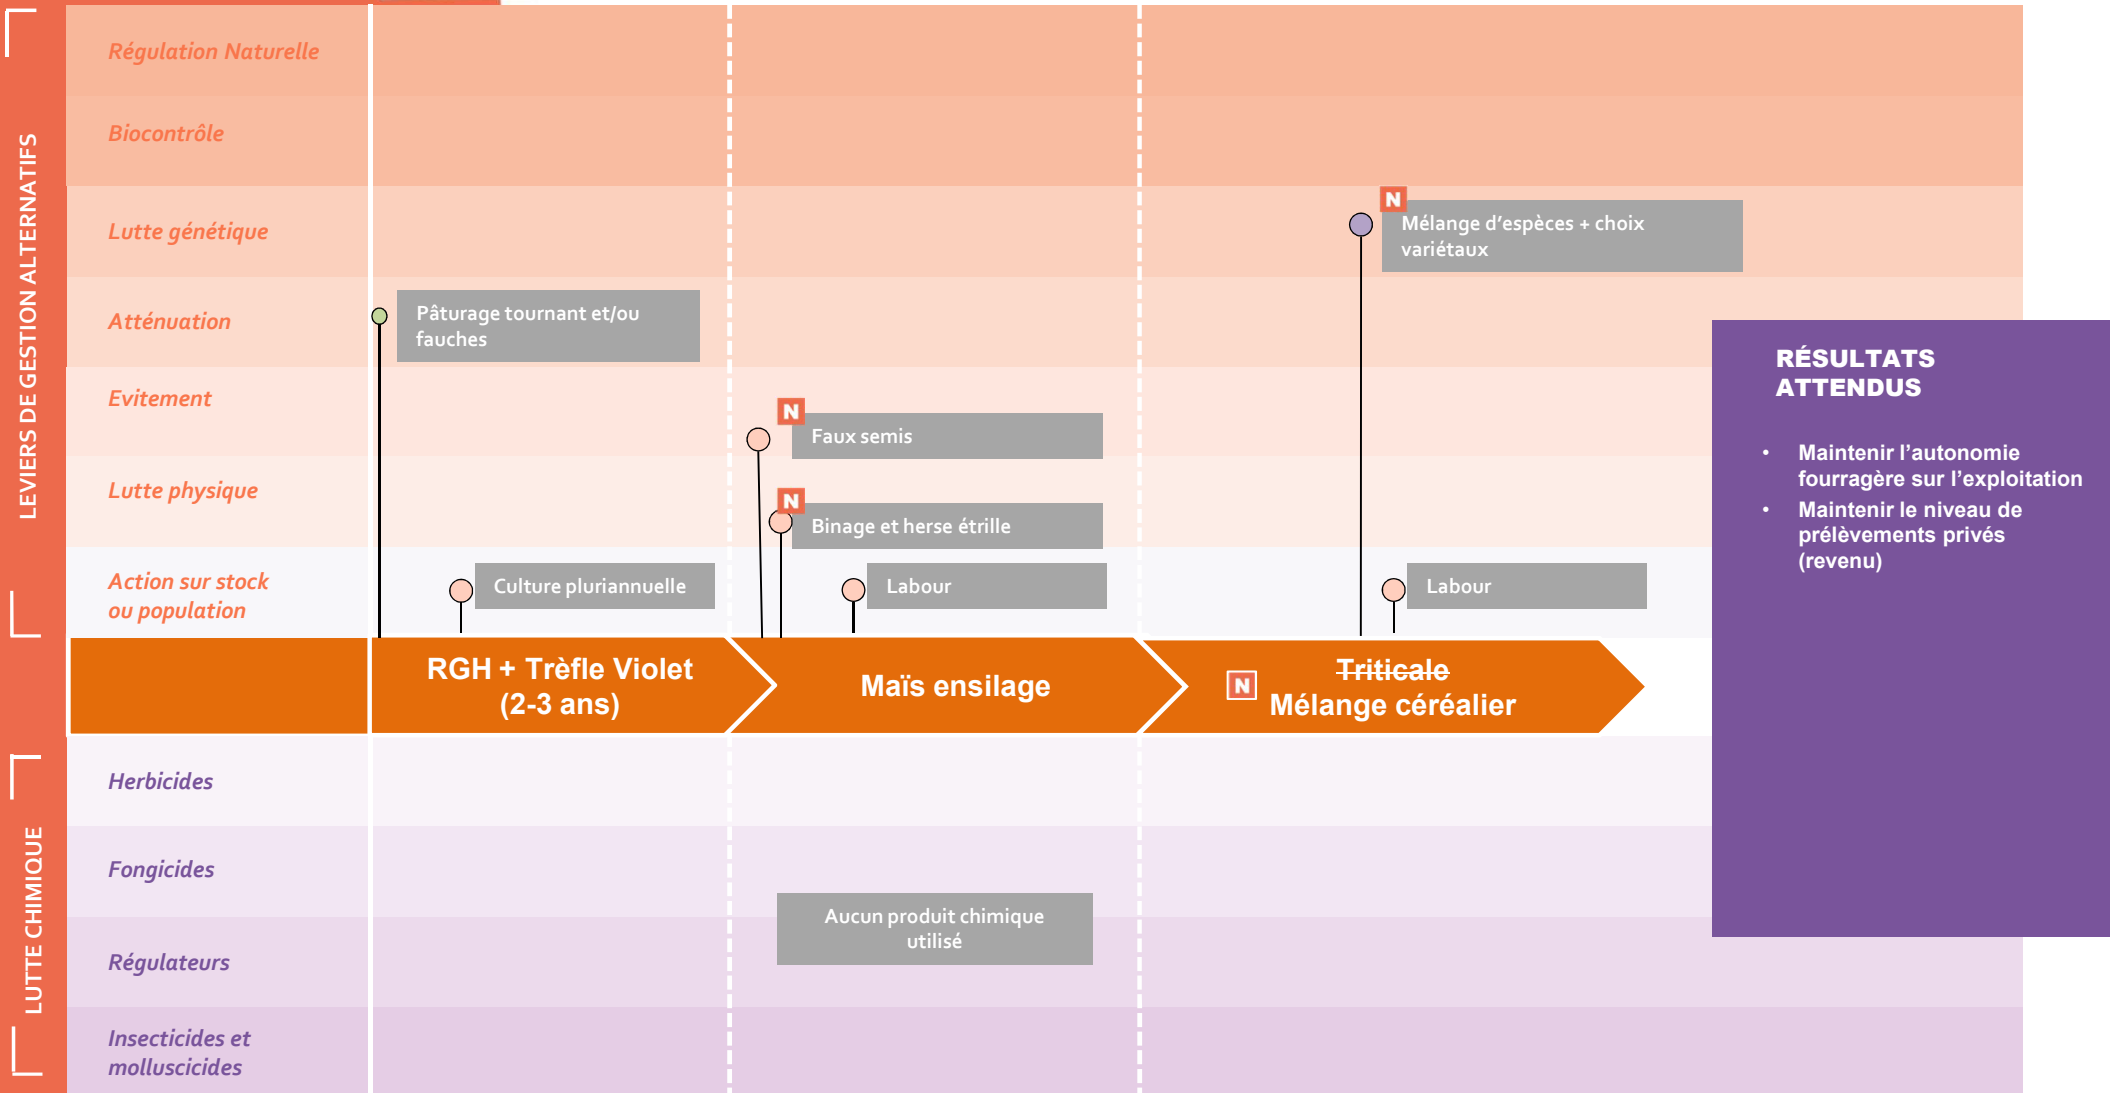 LEVIERS DE GESTION ALTERNATIFS
Régulation Naturelle
Biocontrôle
Lutte génétique
N
Mélange d’espèces + choix
variétaux
Atténuation
Pâturage tournant et/ou
fauches
Evitement
N
Faux semis
Lutte physique
N
Binage et herse étrille
Action sur stock
ou population
Culture pluriannuelle
Labour
Labour
RGH + Trèfle Violet
(2-3 ans)
Maïs ensilage
N
Triticale
Mélange céréalier
RÉSULTATS
ATTENDUS
• Maintenir l’autonomie
fourragère sur l’exploitation
• Maintenir le niveau de
prélèvements privés
(revenu)
LUTTE CHIMIQUE
Herbicides
Fongicides
Aucun produit chimique
utilisé
Régulateurs
Insecticides et
molluscicides